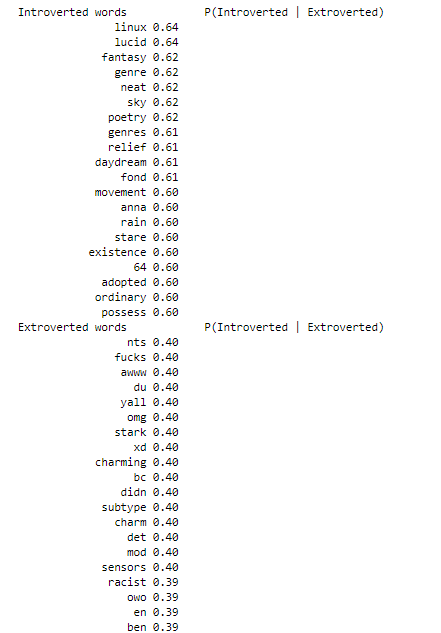 Introverted words P(Introverted | Extroverted)
linux 0.64
lucid 0.64
fantasy 0.62
genre 0.62
neat 0.62
sky 0.62
poetry 0.62
genres 0.61
relief 0.61
daydream 0.61
fond 0.61
movement 0.60
anna 0.60
rain 0.60
stare 0.60
existence 0.60
64 0.60
adopted 0.60
ordinary 0.60
possess 0.60
Extroverted words P(Introverted | Extroverted)
nts 0.40
fucks 0.40
awww 0.40
du 0.40
yall 0.40
omg 0.40
stark 0.40
xd 0.40
charming 0.40
bc 0.40
didn 0.40
subtype 0.40
charm 0.40
det 0.40
mod 0.40
sensors 0.40
racist 0.39
owo 0.39
en 0.39
ben 0.39